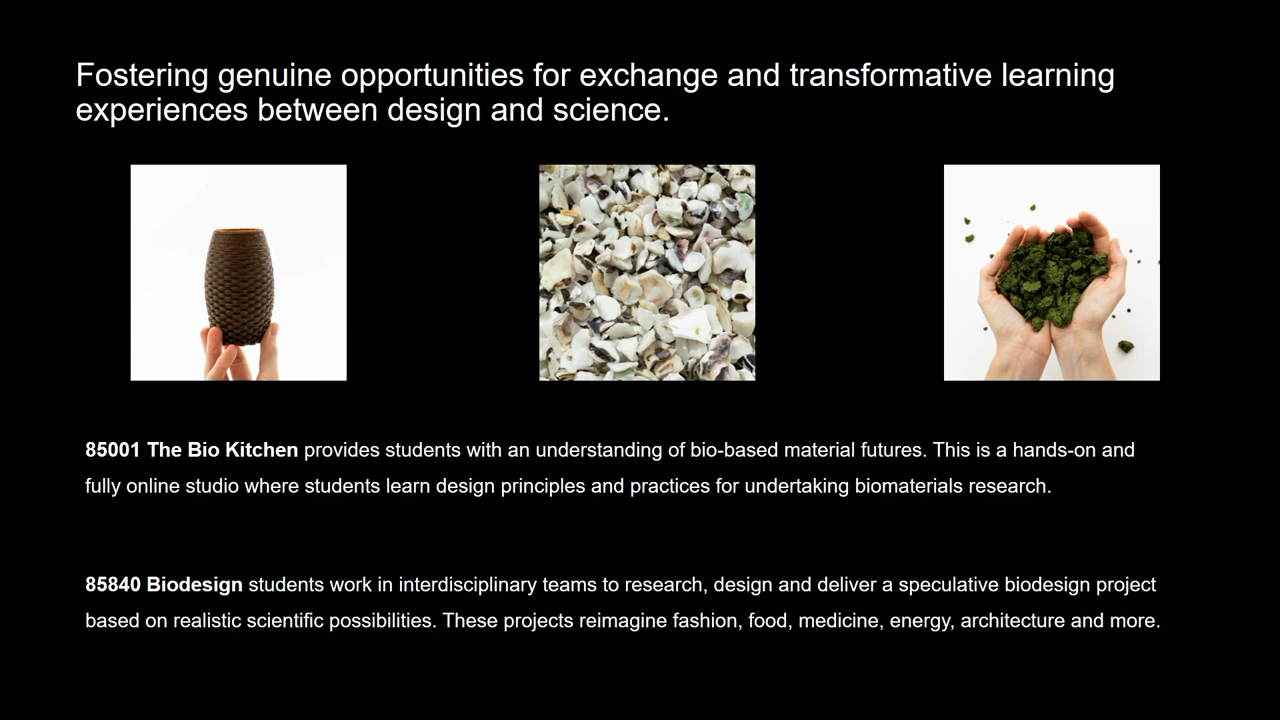 Fostering genuine opportunities for exchange and transformative learning
experiences between design and science.
85001 The Bio Kitchen provides students with an understanding of bio-based material futures. This is a hands-on and
fully online studio where students learn design principles and practices for undertaking biomaterials research.
85840 Biodesign students work in interdisciplinary teams to research, design and deliver a speculative biodesign project
based on realistic scientific possibilities. These projects reimagine fashion, food, medicine, energy, architecture and more.